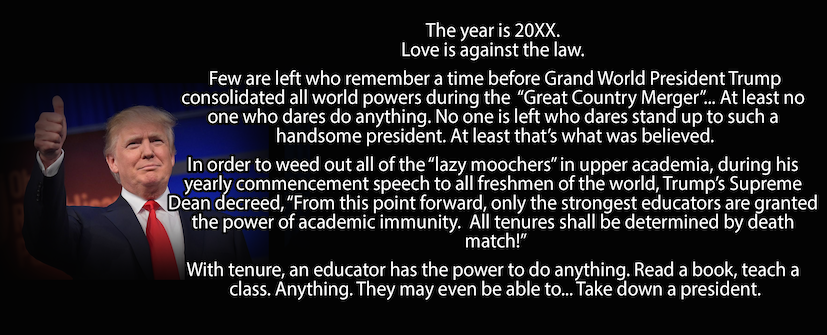 The year is 20XX.
Love is against the law.
Few are left who remember a time before Grand World President Trump
consolidated all world powers during the "Great Country Merger"... At least no
one who dares do anything. No one is left who dares stand up to such a
handsome president. At least that's what was believed.
In order to weed out all of the "lazy moochers" in upper academia, during his
yearly commencement speech to all freshmen of the world, Trump's Supreme
Dean decreed, "From this point forward, only the strongest educators are granted
the power of academic immunity.  All tenures shall be determined by death
match!"
With tenure, an educator has the power to do anything. Read a book, teach a
class. Anything. They may even be able to... Take down a president.